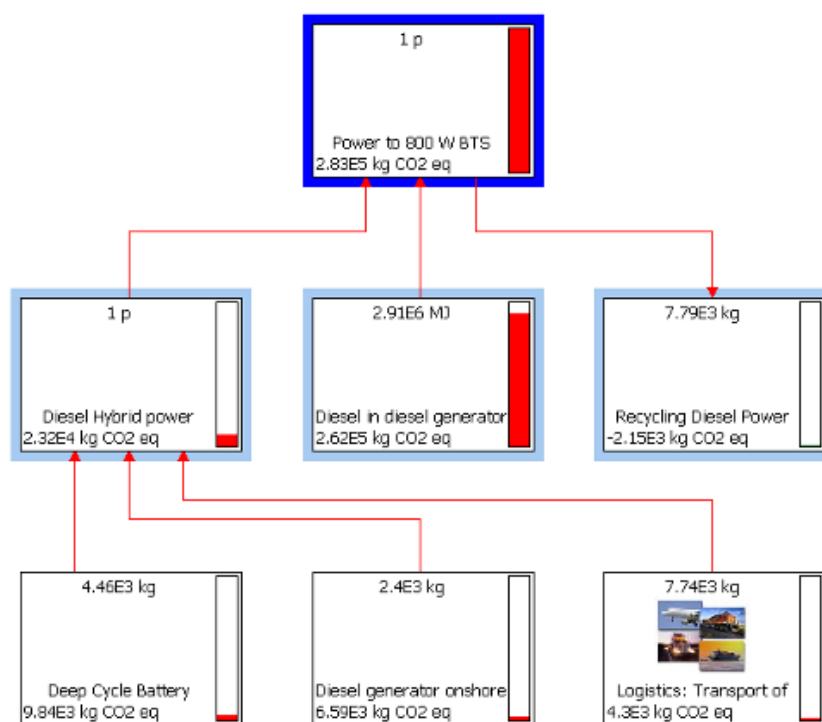 1 p
Power to 800 W BTS
2.83E5 kg CO2 eq
1 p
Diesel Hybrid power
2.32E4 kg CO2 eq
2.91E6 MJ
Diesel in diesel generator
2.62E5 kg CO2 eq
7.79E3 kg
Recycling Diesel Power
-2.15E3 kg CO2 eq
4.46E3 kg
Deep Cycle Battery
9.84E3 kg CO2 eq
2.4E3 kg
Diesel generator onshore
6.59E3 kg CO2 eq
7.74E3 kg
Logistics: Transport of
4.3E3 kg CO2 eq